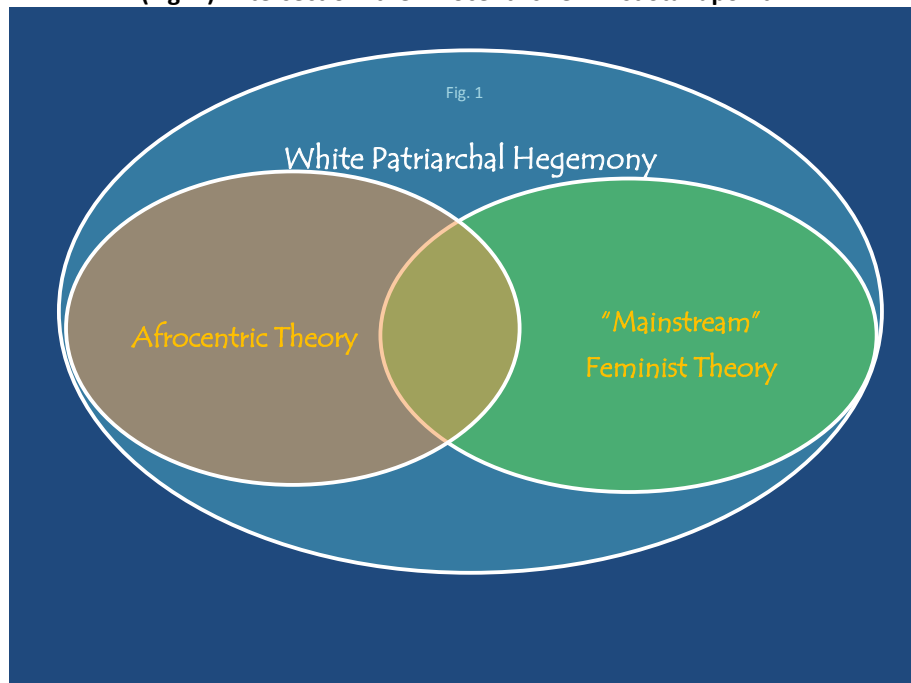 Fig. 1
White Patriarchal Hegemony
Afrocentric Theory
“Mainstream”
Feminist Theory